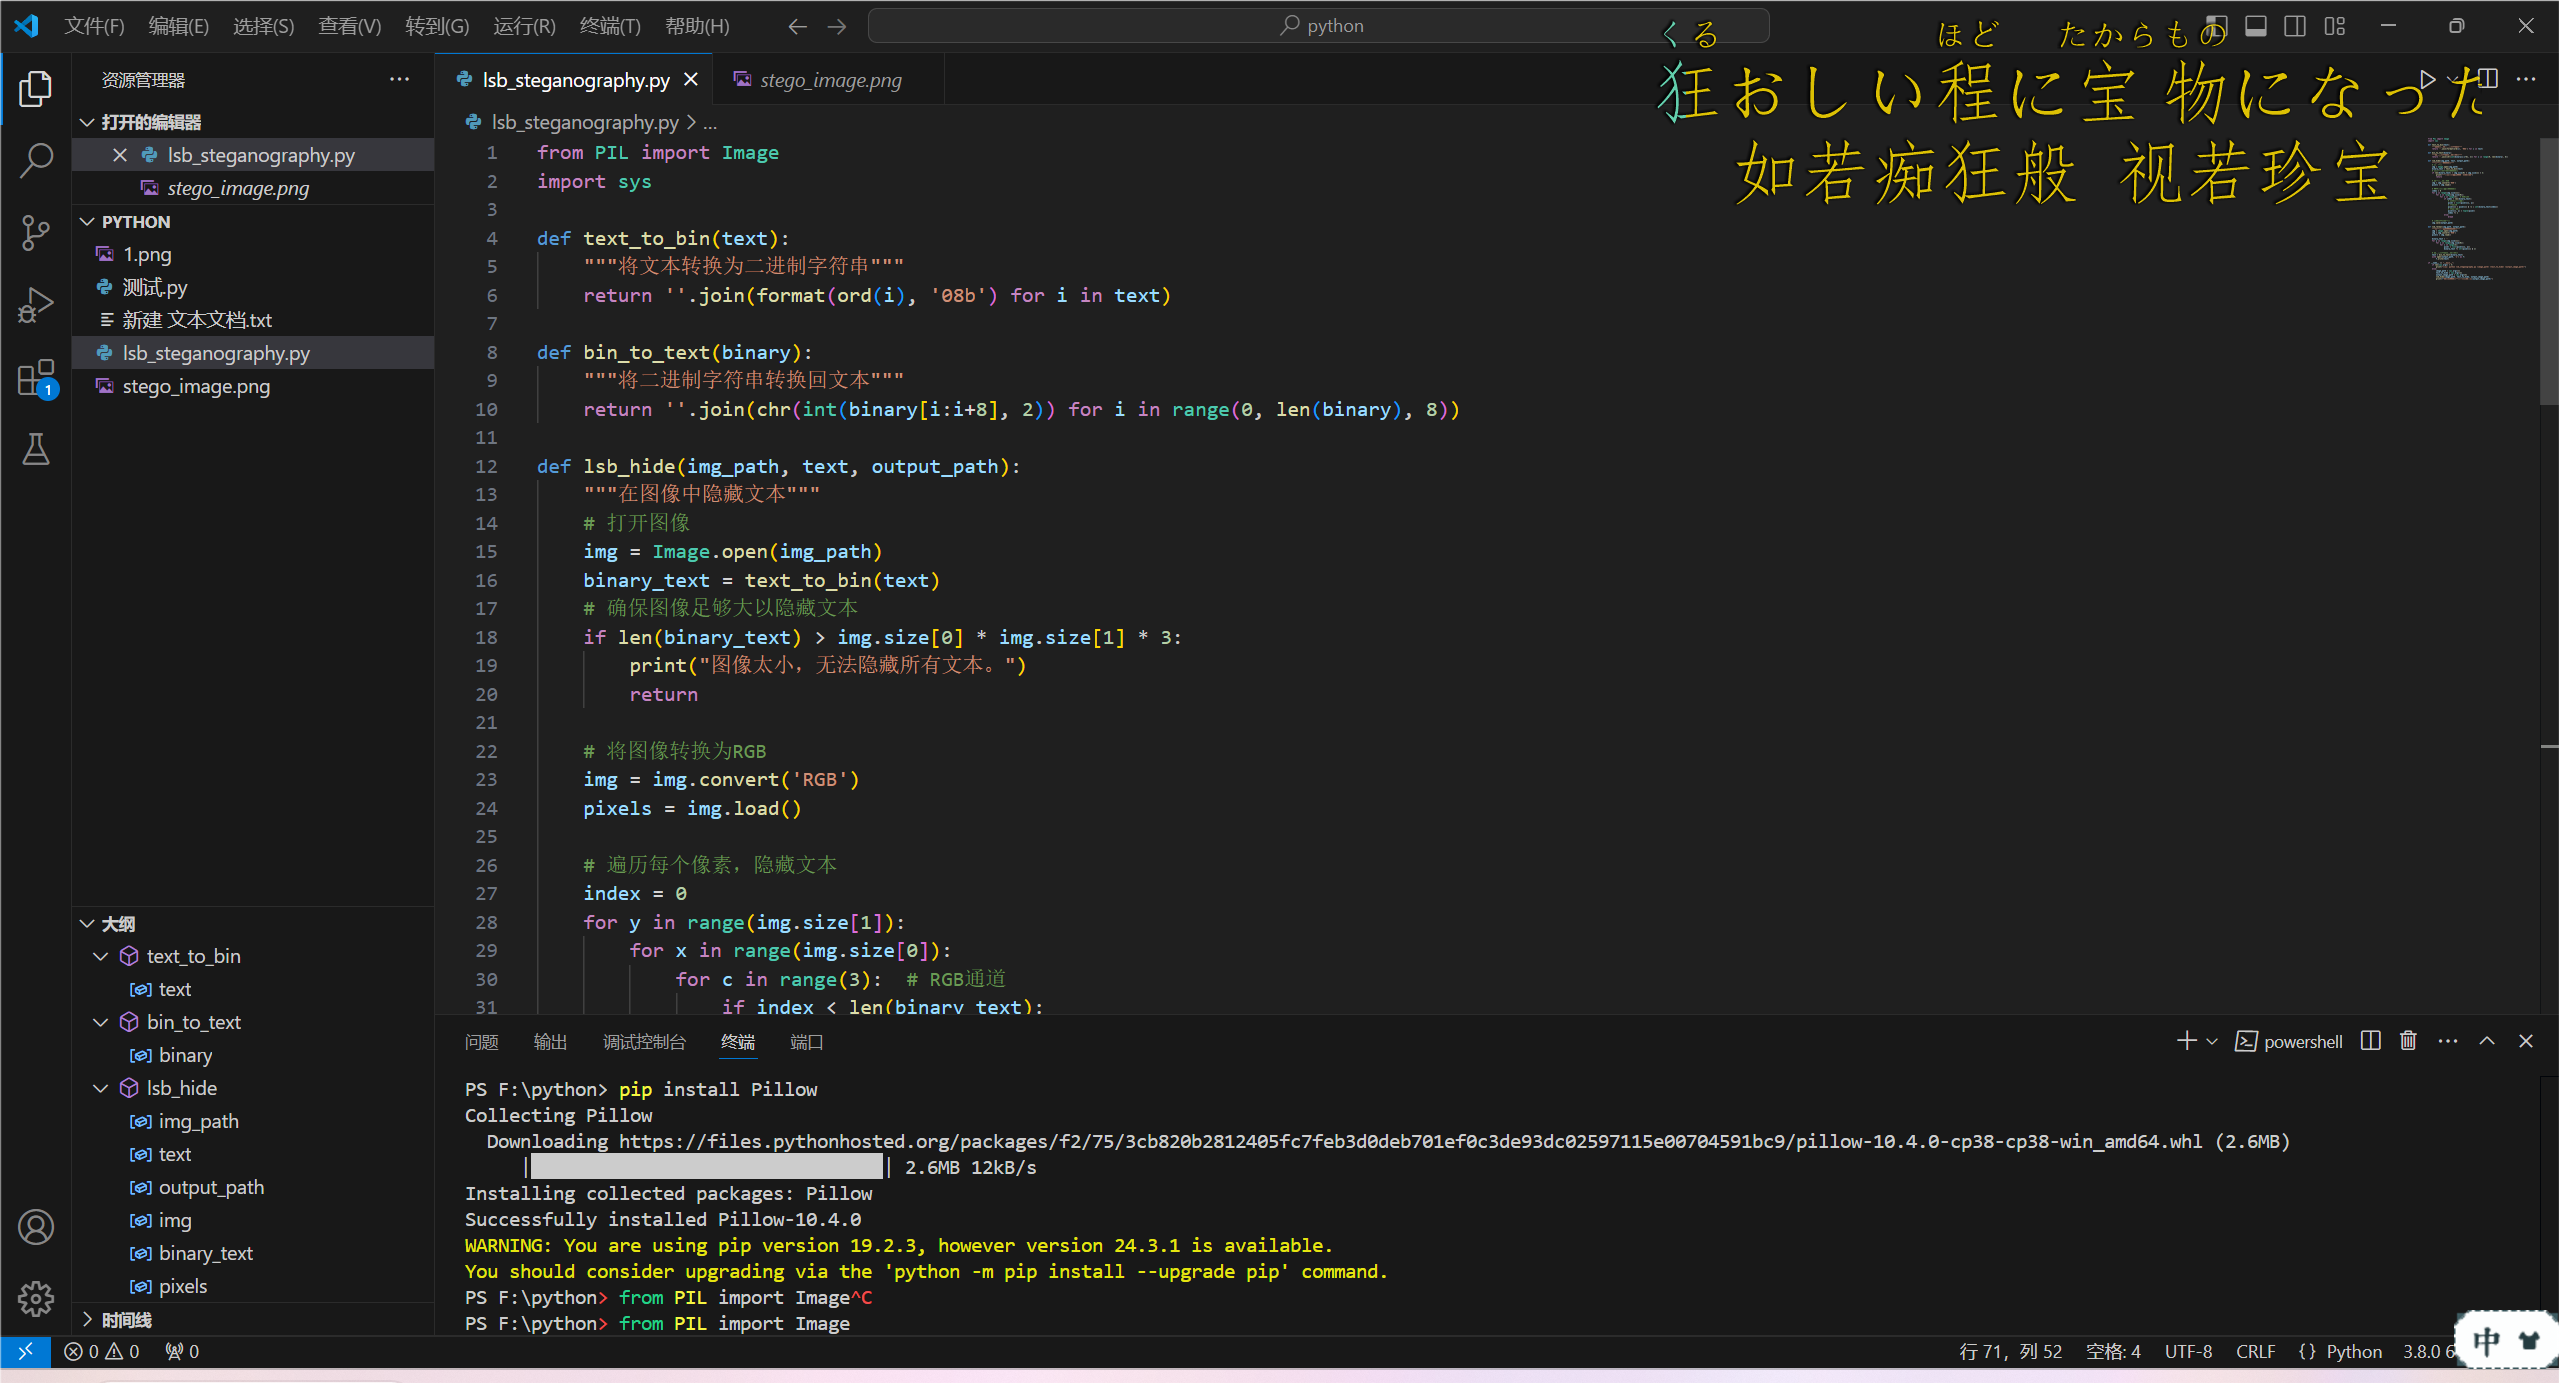 文件(F) 编辑(E) 选择(S) 查看(V) 转到(G) 运行(R) 终端(T) 帮助(H)
python
くる ほど たからもの
狂おしい程に宝物になった
如若痴狂般 视若珍宝
资源管理器
打开的编辑器
lsb_steganography.py
stego_image.png
PYTHON
1.png
测试.py
新建 文本文档.txt
lsb_steganography.py
stego_image.png
1
大纲
text_to_bin
text
bin_to_text
binary
lsb_hide
img_path
text
output_path
img
binary_text
pixels
时间线
lsb_steganography.py
stego_image.png
lsb_steganography.py > ...
1 from PIL import Image
2 import sys
3
4 def text_to_bin(text):
5 """将文本转换为二进制字符串"""
6 return ''.join(format(ord(i), '08b') for i in text)
7
8 def bin_to_text(binary):
9 """将二进制字符串转换回文本"""
10 return ''.join(chr(int(binary[i:i+8], 2)) for i in range(0, len(binary), 8))
11
12 def lsb_hide(img_path, text, output_path):
13 """在图像中隐藏文本"""
14 # 打开图像
15 img = Image.open(img_path)
16 binary_text = text_to_bin(text)
17 # 确保图像足够大以隐藏文本
18 if len(binary_text) > img.size[0] * img.size[1] * 3:
19 print("图像太小，无法隐藏所有文本。")
20 return
21
22 # 将图像转换为RGB
23 img = img.convert('RGB')
24 pixels = img.load()
25
26 # 遍历每个像素，隐藏文本
27 index = 0
28 for y in range(img.size[1]):
29 for x in range(img.size[0]):
30 for c in range(3): # RGB通道
31 if index < len(binary_text):
问题 输出 调试控制台 终端 端口
powershell
PS F:\python> pip install Pillow
Collecting Pillow
Downloading https://files.pythonhosted.org/packages/f2/75/3cb820b2812405fc7feb3d0deb701ef0c3de93dc02597115e00704591bc9/pillow-10.4.0-cp38-cp38-win_amd64.whl (2.6MB)
| | 2.6MB 12kB/s
Installing collected packages: Pillow
Successfully installed Pillow-10.4.0
WARNING: You are using pip version 19.2.3, however version 24.3.1 is available.
You should consider upgrading via the 'python -m pip install --upgrade pip' command.
PS F:\python> from PIL import Image^C
PS F:\python> from PIL import Image
0 0 0
行 71，列 52 空格: 4 UTF-8 CRLF {} Python 3.8.0 6
中